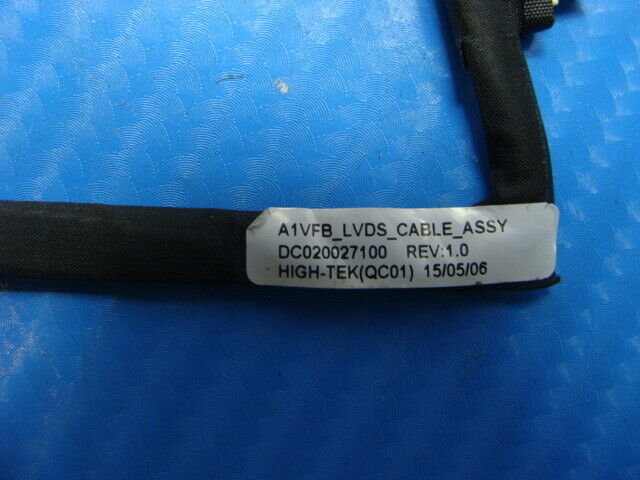 A1VFB_LVDS_CABLE_ASSY
DC020027100 REV:1.0
HIGH-TEK(QC01) 15/05/06